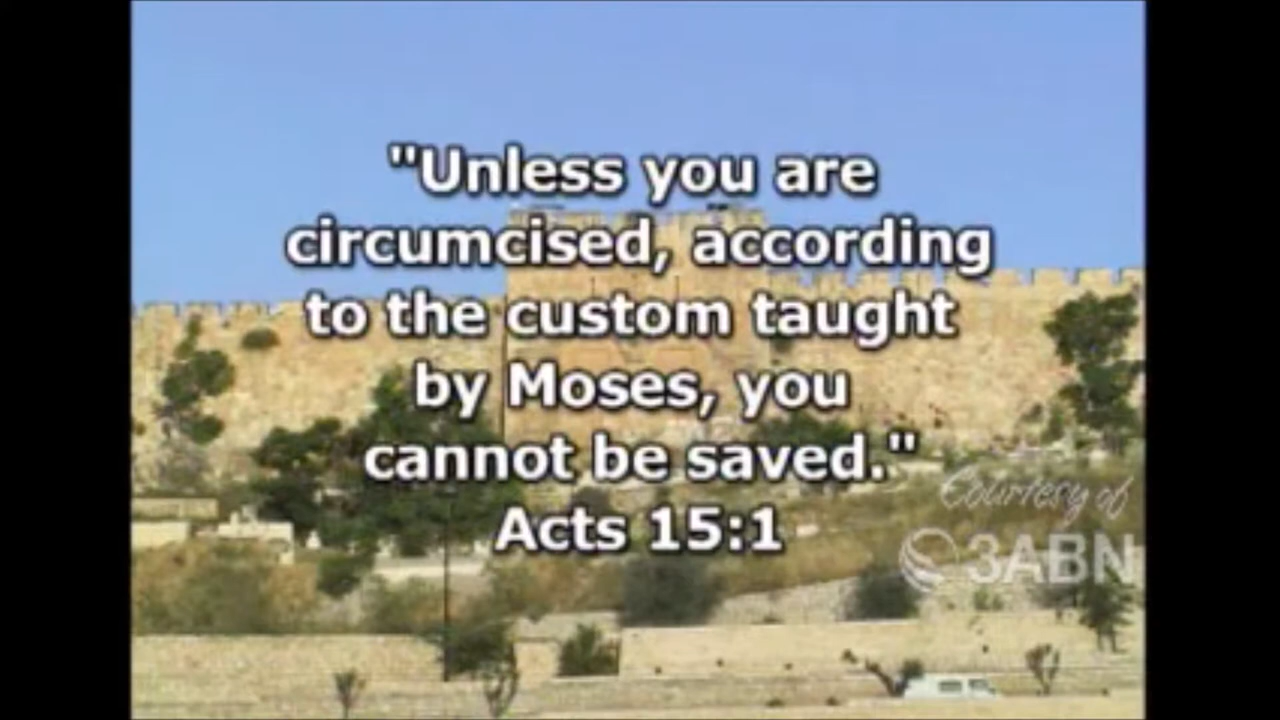 "Unless you are
circumcised, according
to the custom taught
by Moses, you
cannot be saved."
Acts 15:1
Courtesy of
3ABN